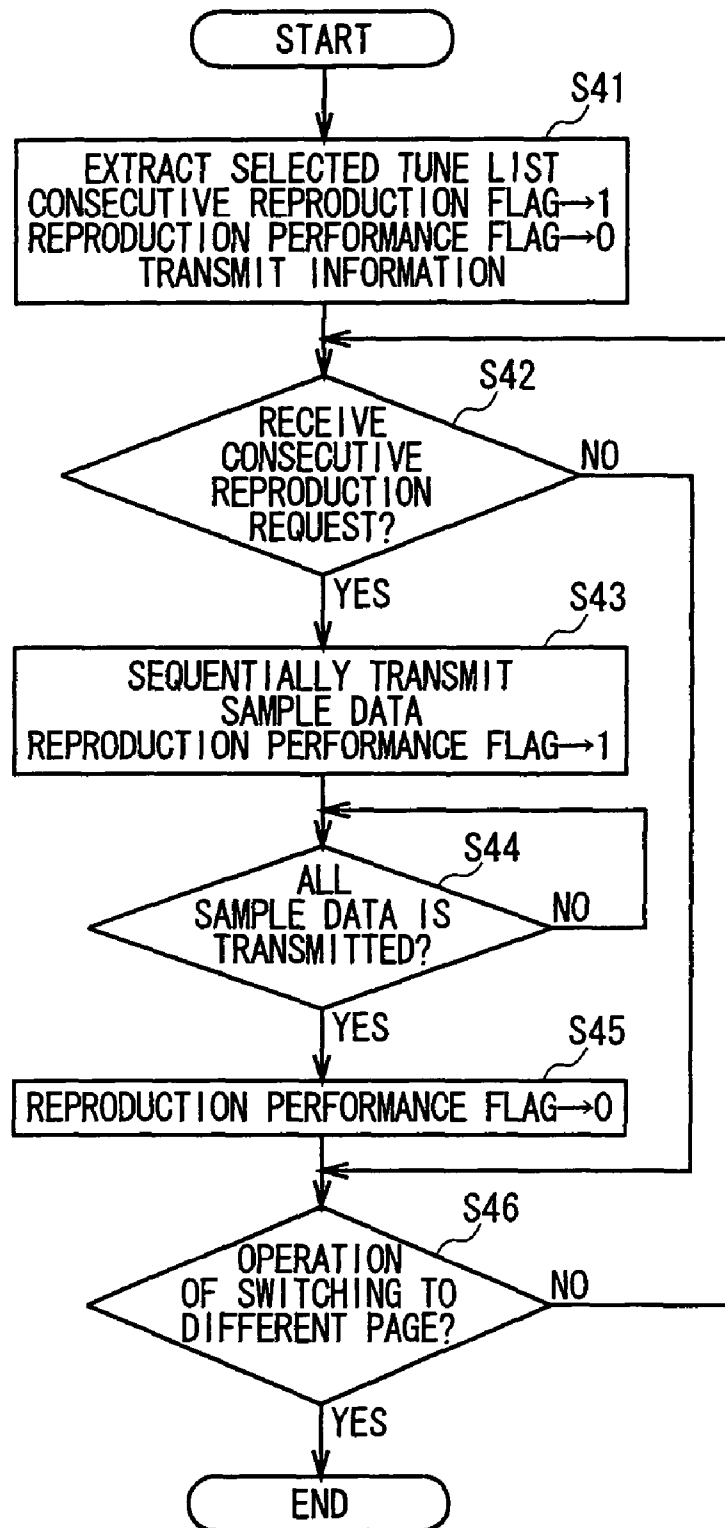 START
S41
EXTRACT SELECTED TUNE LIST
CONSECUTIVE REPRODUCTION FLAG→1
REPRODUCTION PERFORMANCE FLAG→0
TRANSMIT INFORMATION
S42
RECEIVE
CONSECUTIVE
REPRODUCTION
REQUEST?
NO
YES
S43
SEQUENTIALLY TRANSMIT
SAMPLE DATA
REPRODUCTION PERFORMANCE FLAG→1
S44
ALL
SAMPLE DATA IS
TRANSMITTED?
NO
YES
S45
REPRODUCTION PERFORMANCE FLAG→0
S46
OPERATION
OF SWITCHING TO
DIFFERENT PAGE?
NO
YES
END